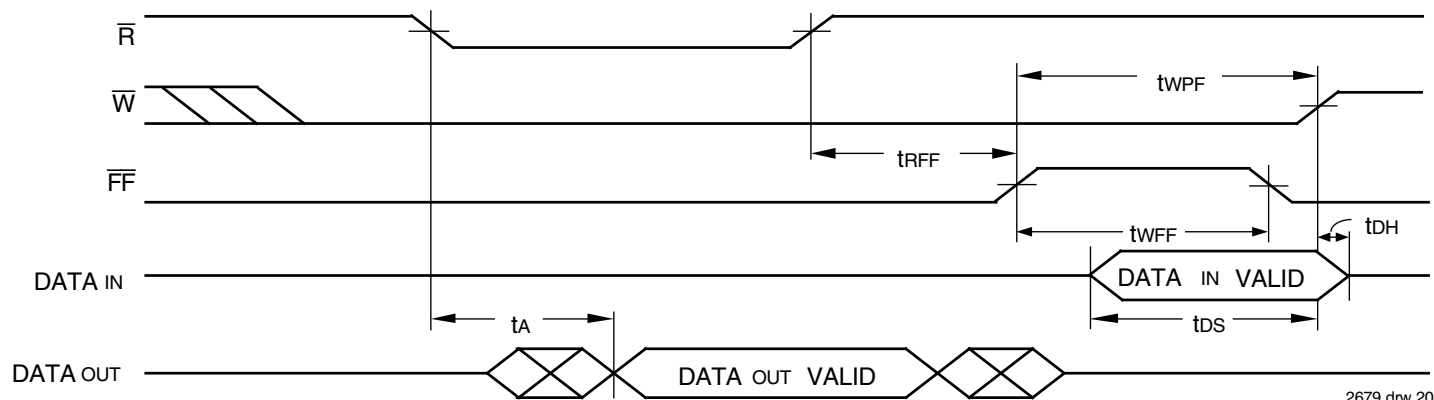 R
tWPF
W
tRFF
FF
tWFF
tDH
DATA IN
DATA IN VALID
tA
tDS
DATA OUT
DATA OUT VALID
2679 drw 20